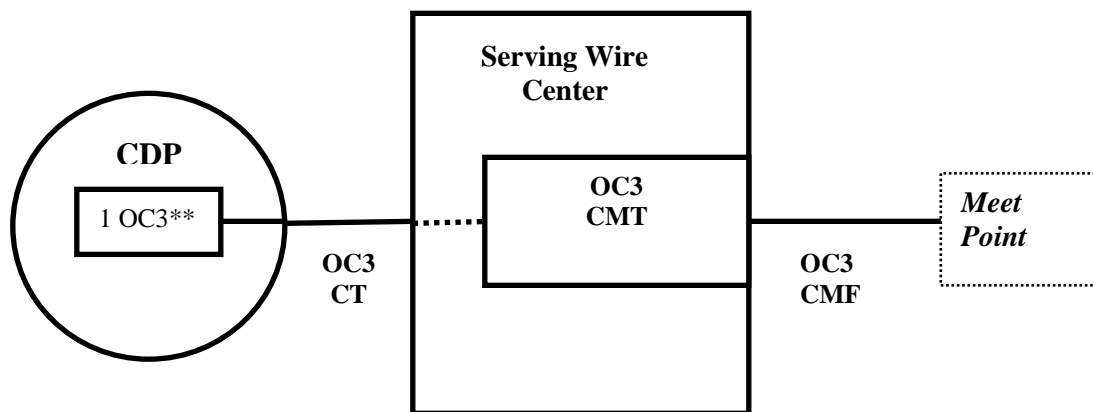 Serving Wire
Center
CDP
1 OC3**
OC3
CMT
Meet
Point
OC3
CT
OC3
CMF